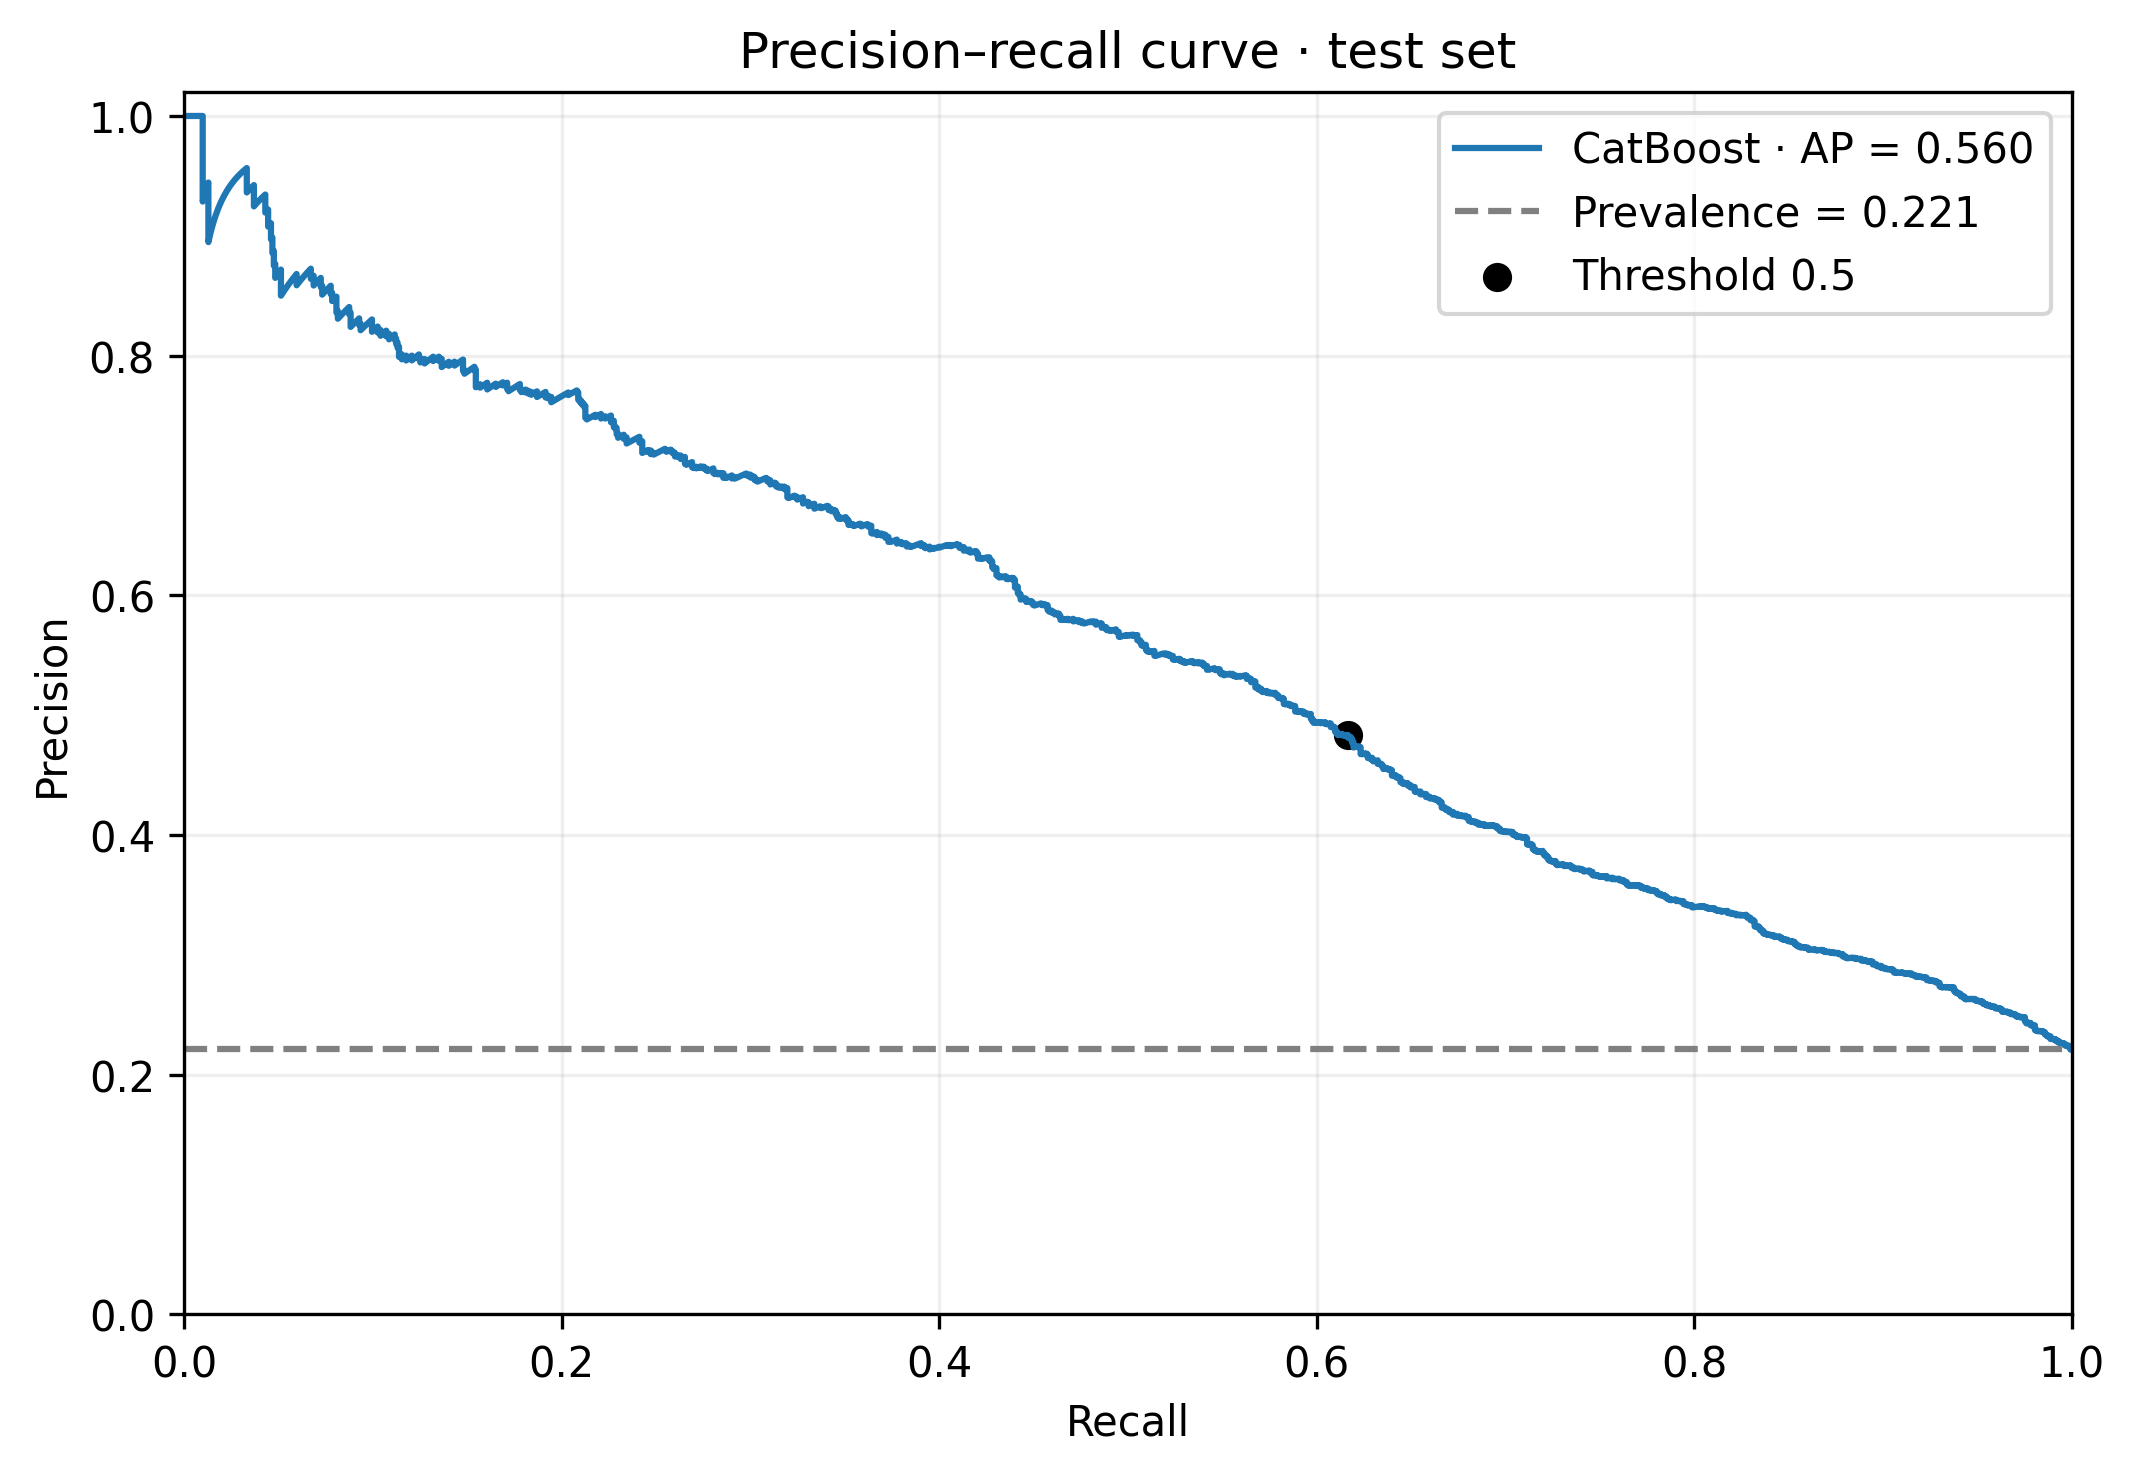 Precision–recall curve · test set
CatBoost · AP = 0.560
Prevalence = 0.221
Threshold 0.5
1.0
0.8
0.6
0.4
0.2
0.0
Precision
0.0 0.2 0.4 0.6 0.8 1.0
Recall